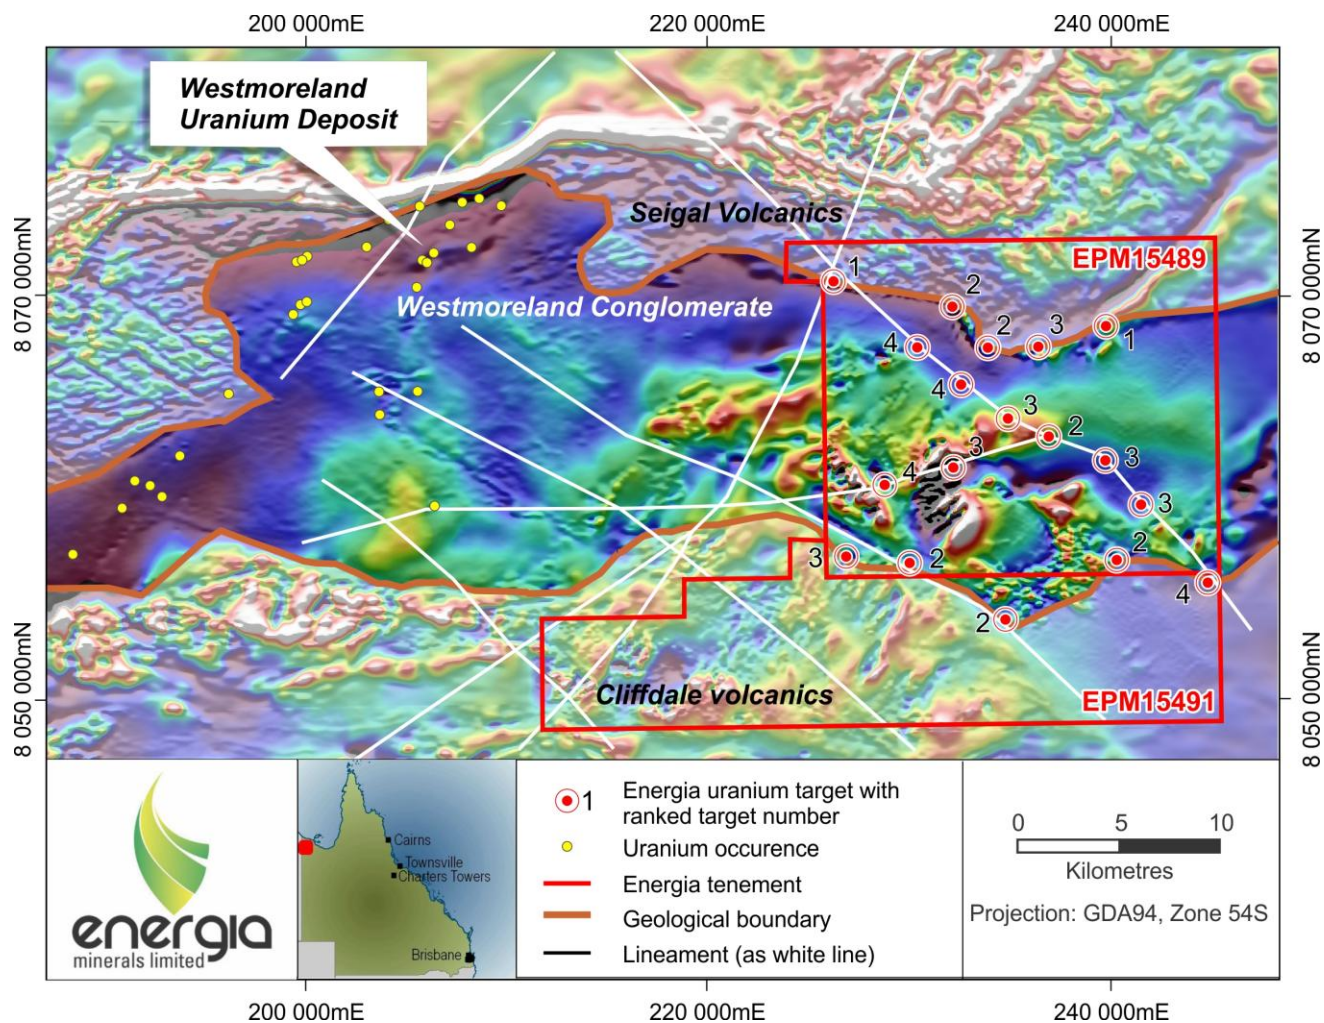 200 000mE
220 000mE
240 000mE
Westmoreland
Uranium Deposit
Seigal Volcanics
EPM15489
8 070 000mN
8 070 000mN
Westmoreland Conglomerate
1
2
2
3
1
4
4
3
2
3
3
4
3
2
3
2
4
2
Cliffdale volcanics
EPM15491
8 050 000mN
8 050 000mN
energia
minerals limited
Cairns
Townsville
Charters Towers
Brisbane
1
Energia uranium target with
ranked target number
Uranium occurence
Energia tenement
Geological boundary
Lineament (as white line)
0 5 10
Kilometres
Projection: GDA94, Zone 54S
200 000mE
220 000mE
240 000mE